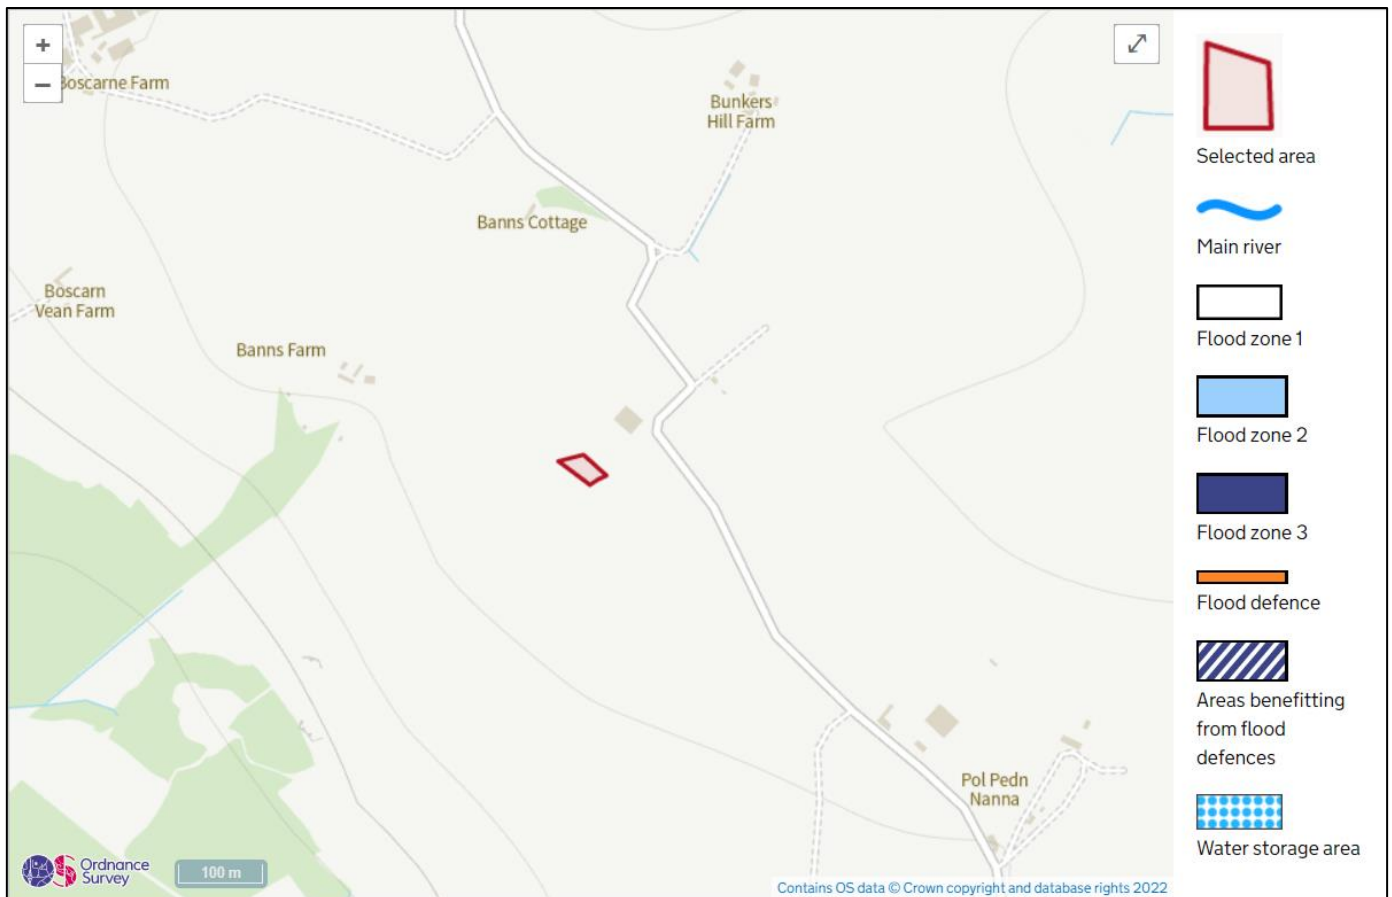 +
−
Boscarne Farm
Bunkers
Hill Farm
Banns Cottage
Boscarn
Vean Farm
Banns Farm
Pol Pedn
Nanna
Ordnance
Survey
100 m
Contains OS data © Crown copyright and database rights 2022
Selected area
Main river
Flood zone 1
Flood zone 2
Flood zone 3
Flood defence
Areas benefitting
from flood
defences
Water storage area